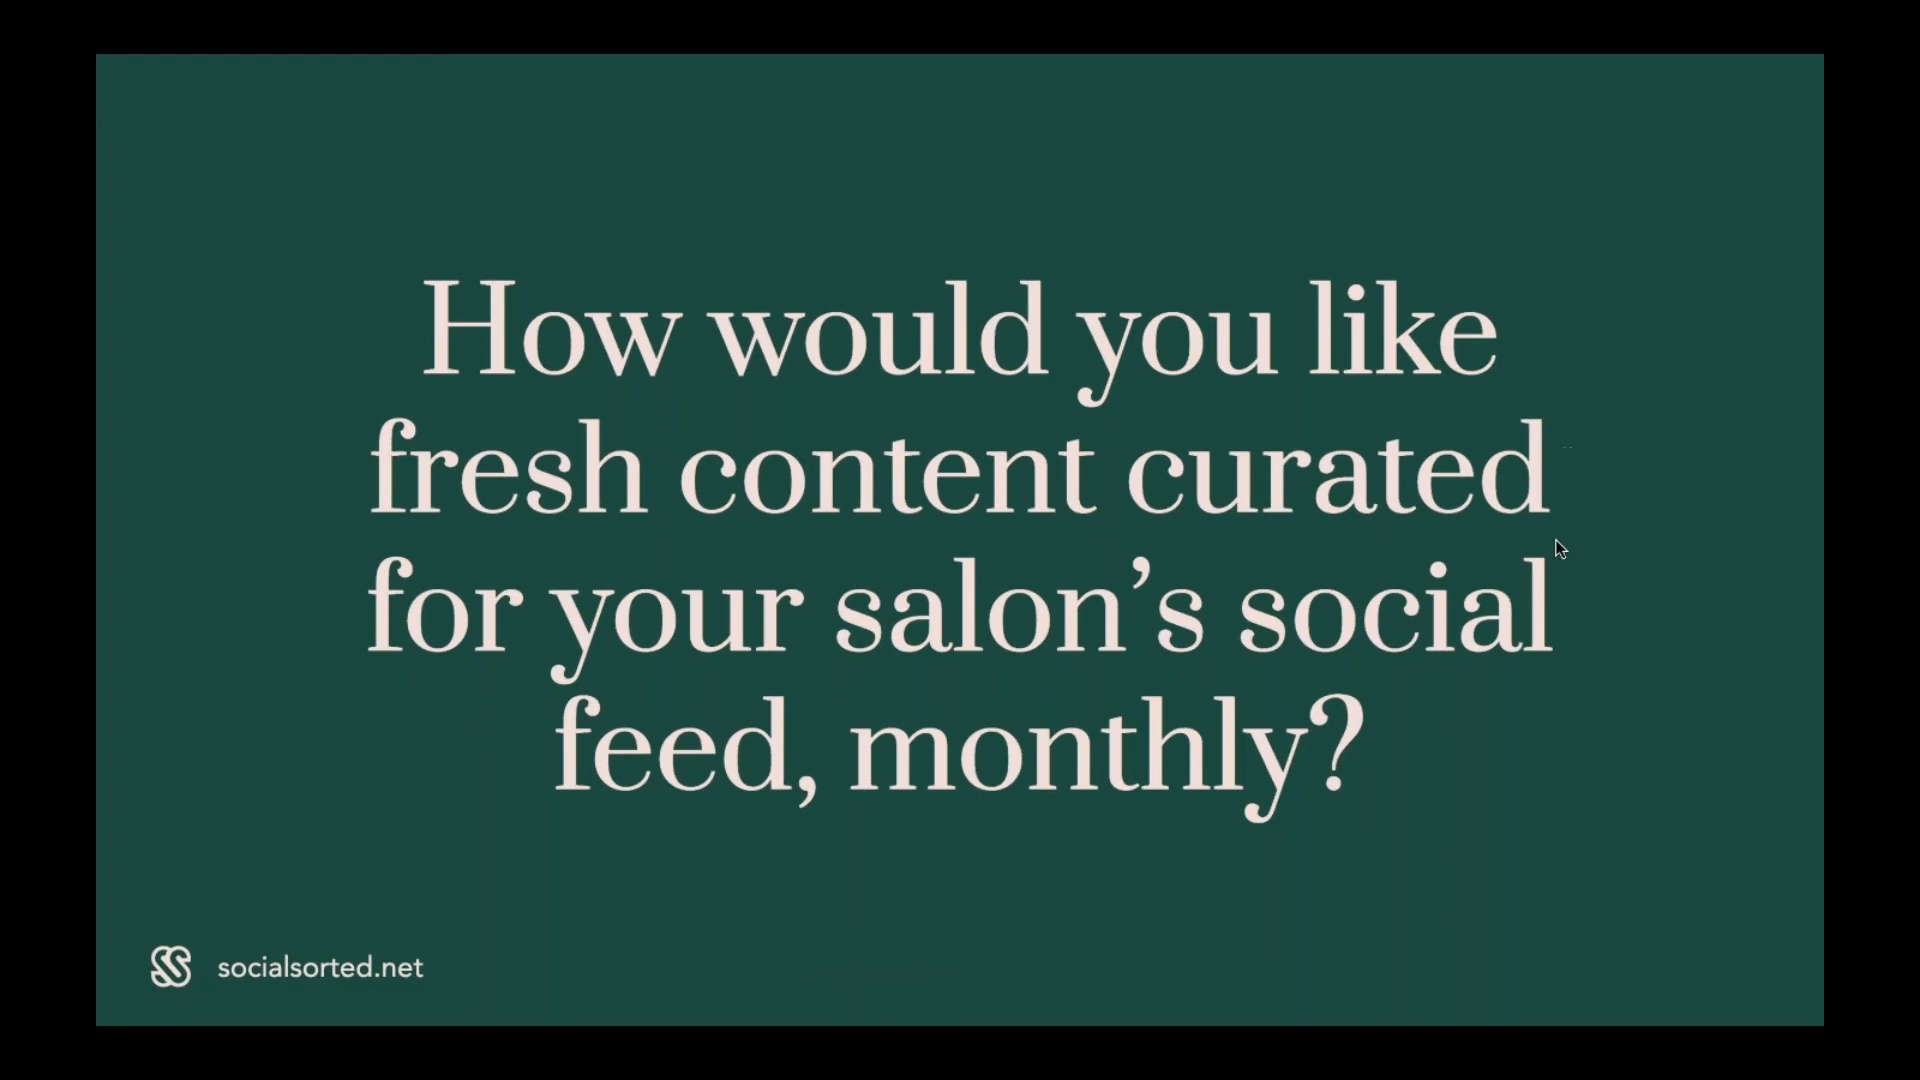 How would you like
fresh content curated
for your salon’s social
feed, monthly?
socialsorted.net